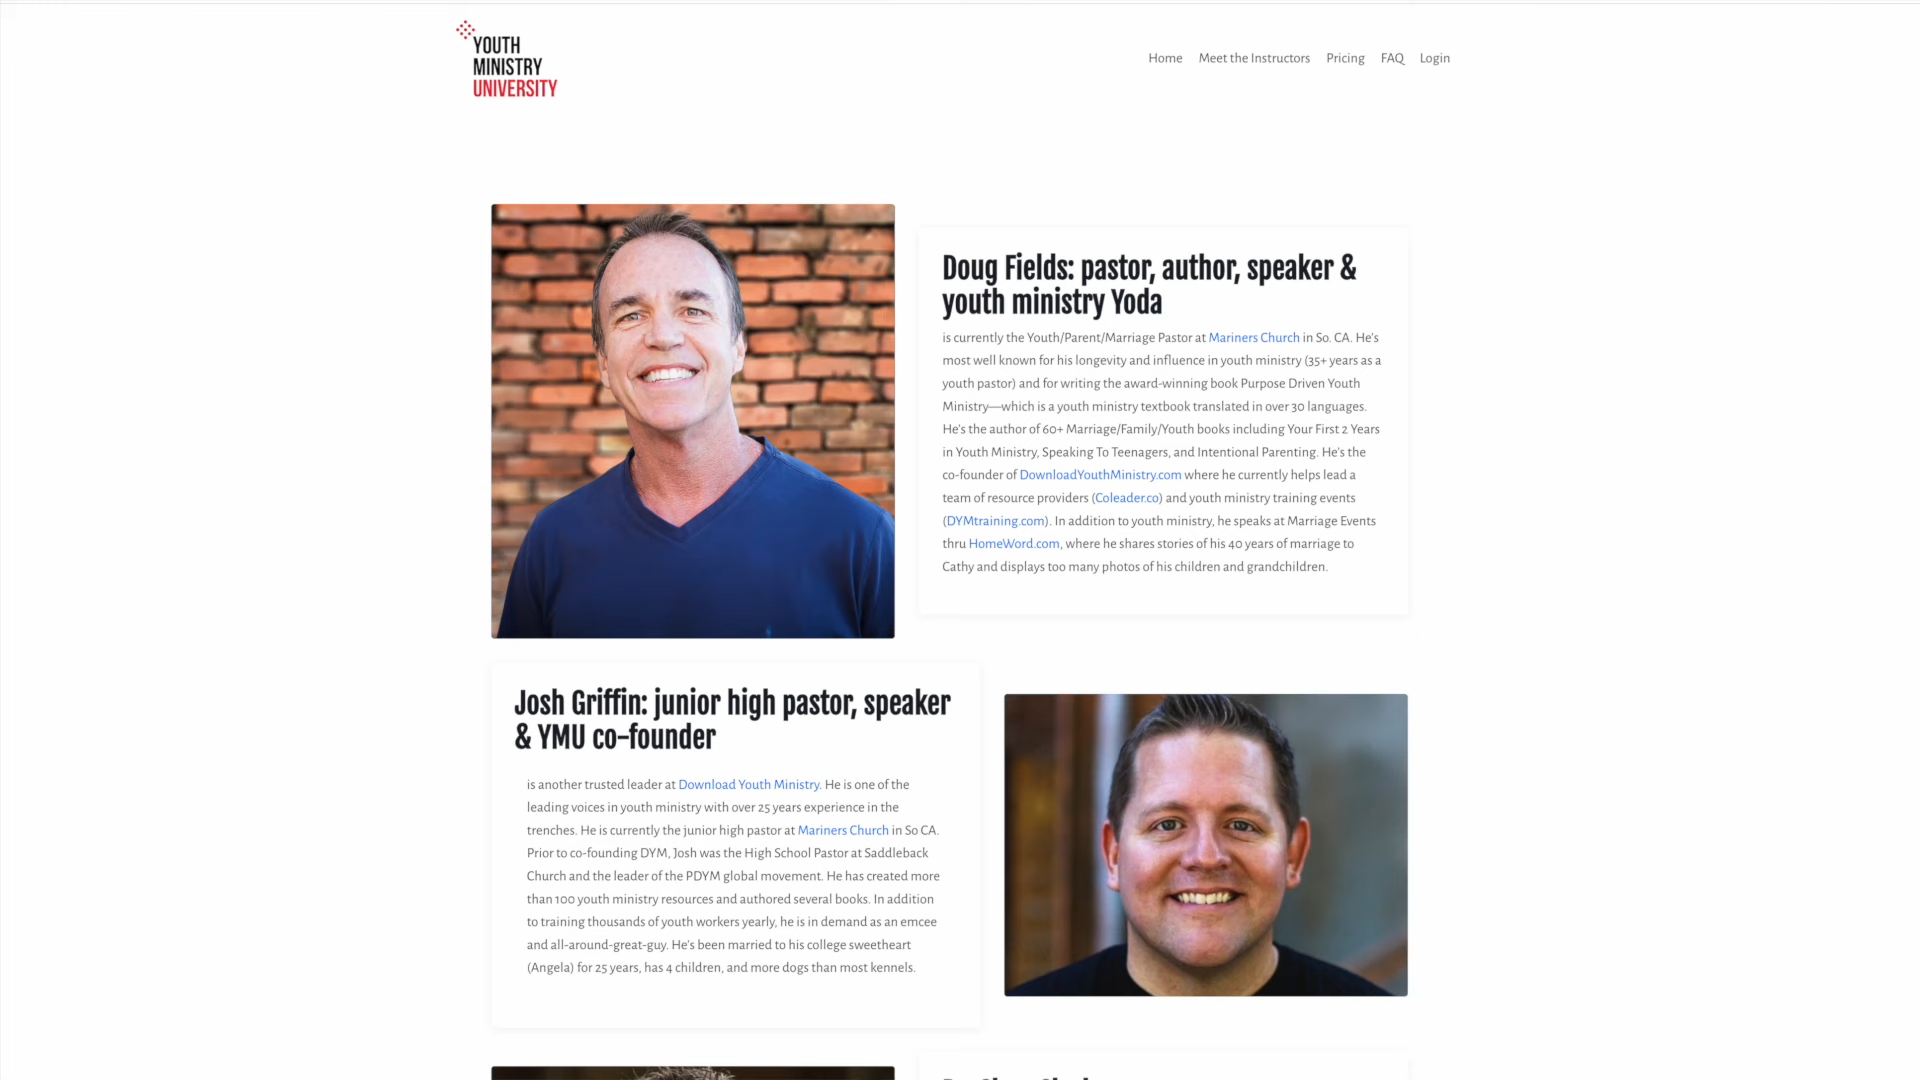 YOUTH
MINISTRY
UNIVERSITY
Home Meet the Instructors Pricing FAQ Login
Doug Fields: pastor, author, speaker &
youth ministry Yoda
is currently the Youth/Parent/Marriage Pastor at Mariners Church in So. CA. He's
most well known for his longevity and influence in youth ministry (35+ years as a
youth pastor) and for writing the award-winning book Purpose Driven Youth
Ministry—which is a youth ministry textbook translated in over 30 languages.
He's the author of 60+ Marriage/Family/Youth books including Your First 2 Years
in Youth Ministry, Speaking To Teenagers, and Intentional Parenting. He's the
co-founder of DownloadYouthMinistry.com where he currently helps lead a
team of resource providers (Coleader.co) and youth ministry training events
(DYMtraining.com). In addition to youth ministry, he speaks at Marriage Events
thru HomeWord.com, where he shares stories of his 40 years of marriage to
Cathy and displays too many photos of his children and grandchildren.
Josh Griffin: junior high pastor, speaker
& YMU co-founder
is another trusted leader at Download Youth Ministry. He is one of the
leading voices in youth ministry with over 25 years experience in the
trenches. He is currently the junior high pastor at Mariners Church in So CA.
Prior to co-founding DYM, Josh was the High School Pastor at Saddleback
Church and the leader of the PDYM global movement. He has created more
than 100 youth ministry resources and authored several books. In addition
to training thousands of youth workers yearly, he is in demand as an emcee
and all-around-great-guy. He's been married to his college sweetheart
(Angela) for 25 years, has 4 children, and more dogs than most kennels.